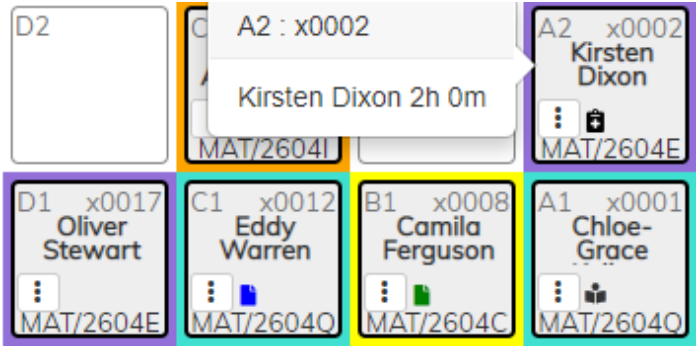 D2
C
A2 : x0002
Kirsten Dixon 2h 0m
MAT/2604I
A2 x0002
Kirsten
Dixon
MAT/2604E
D1 x0017
Oliver
Stewart
MAT/2604E
C1 x0012
Eddy
Warren
MAT/2604Q
B1 x0008
Camila
Ferguson
MAT/2604C
A1 x0001
Chloe-
Grace
MAT/2604Q